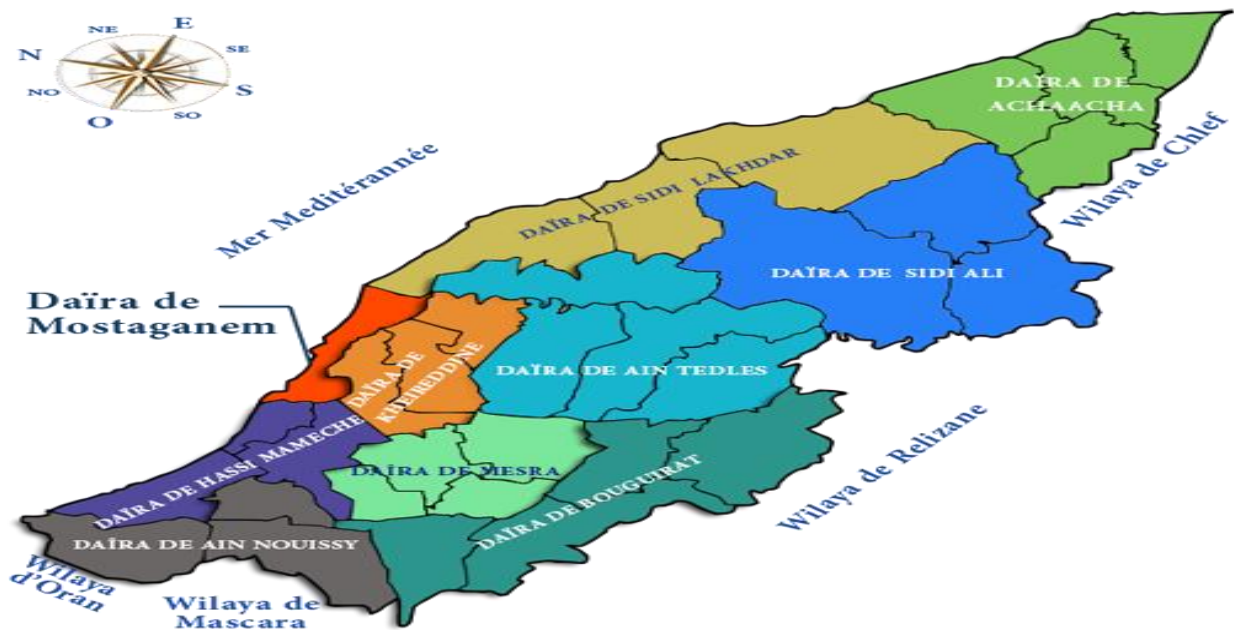 NE
E
N
SE
NO
S
O
SO
DAÏRA DE
ACHAACHA
Wilaya de Chlef
Mer Meditérannée
DAÏRA DE SIDI LAKHDAR
DAÏRA DE SIDI ALI
Daïra de
Mostaganem
DAÏRA DE
KHEIREDDINE
DAÏRA DE AIN TEDLES
DAÏRA DE HASSI MAMECHE
DAÏRA DE MESRA
DAÏRA DE BOUGUIRAT
Wilaya de Relizane
DAÏRA DE AIN NOUISSY
Wilaya
d'Oran
Wilaya de
Mascara